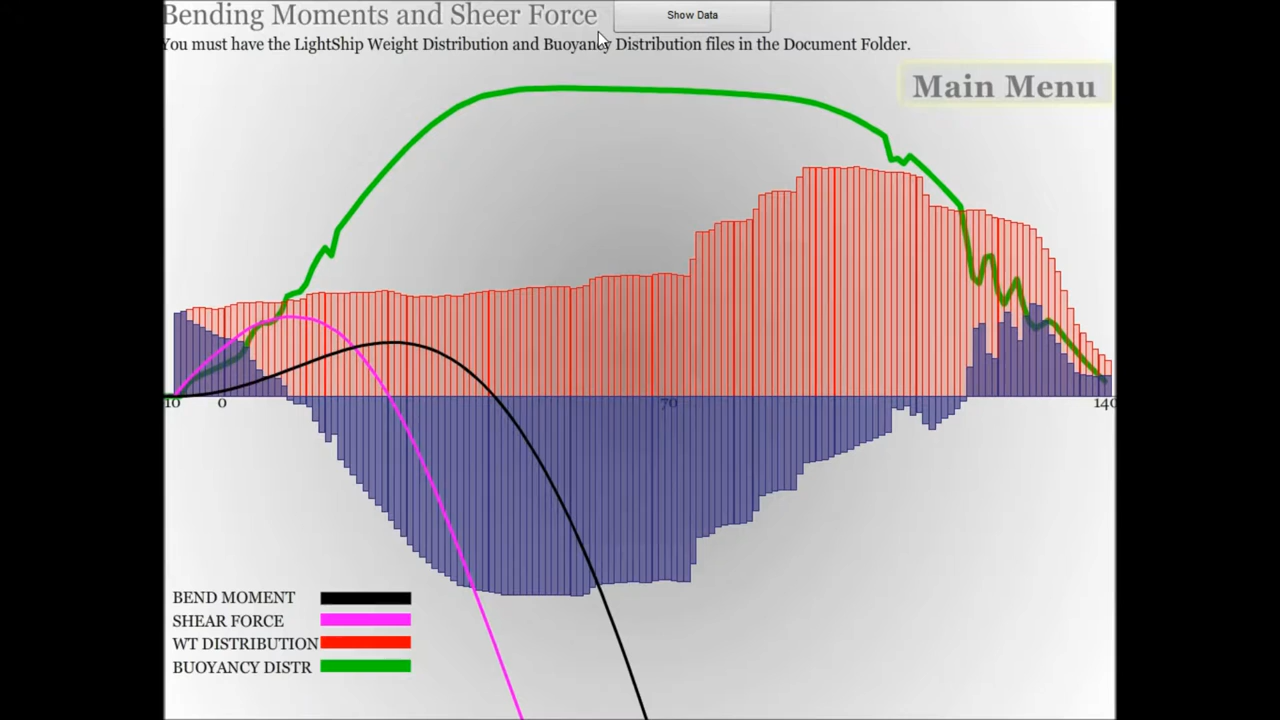 Bending Moments and Sheer Force
Show Data
You must have the LightShip Weight Distribution and Buoyancy Distribution files in the Document Folder.
Main Menu
10 0 70 140
BEND MOMENT
SHEAR FORCE
WT DISTRIBUTION
BUOYANCY DISTR